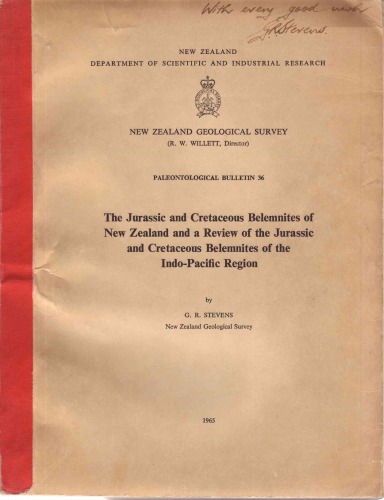 With every good wish
G.R. Stevens.
NEW ZEALAND
DEPARTMENT OF SCIENTIFIC AND INDUSTRIAL RESEARCH
NEW ZEALAND GEOLOGICAL SURVEY
(R. W. WILLETT, Director)
PALEONTOLOGICAL BULLETIN 36
The Jurassic and Cretaceous Belemnites of
New Zealand and a Review of the Jurassic
and Cretaceous Belemnites of the
Indo-Pacific Region
by
G. R. STEVENS
New Zealand Geological Survey
1965